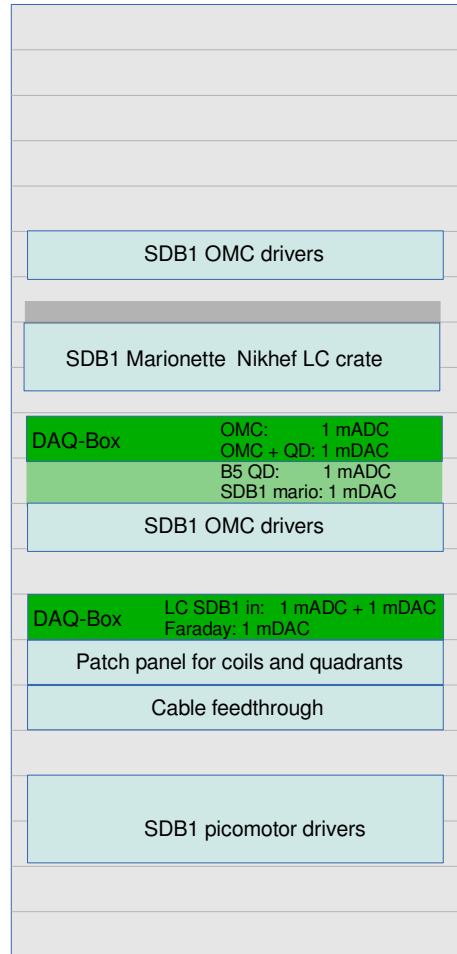 SDB1 OMC drivers
SDB1 Marionette Nikhef LC crate
DAQ-Box
OMC: 1 mADC
OMC + QD: 1 mDAC
B5 QD: 1 mADC
SDB1 mario: 1 mDAC
SDB1 OMC drivers
DAQ-Box
LC SDB1 in: 1 mADC + 1 mDAC
Faraday: 1 mDAC
Patch panel for coils and quadrants
Cable feedthrough
SDB1 picomotor drivers